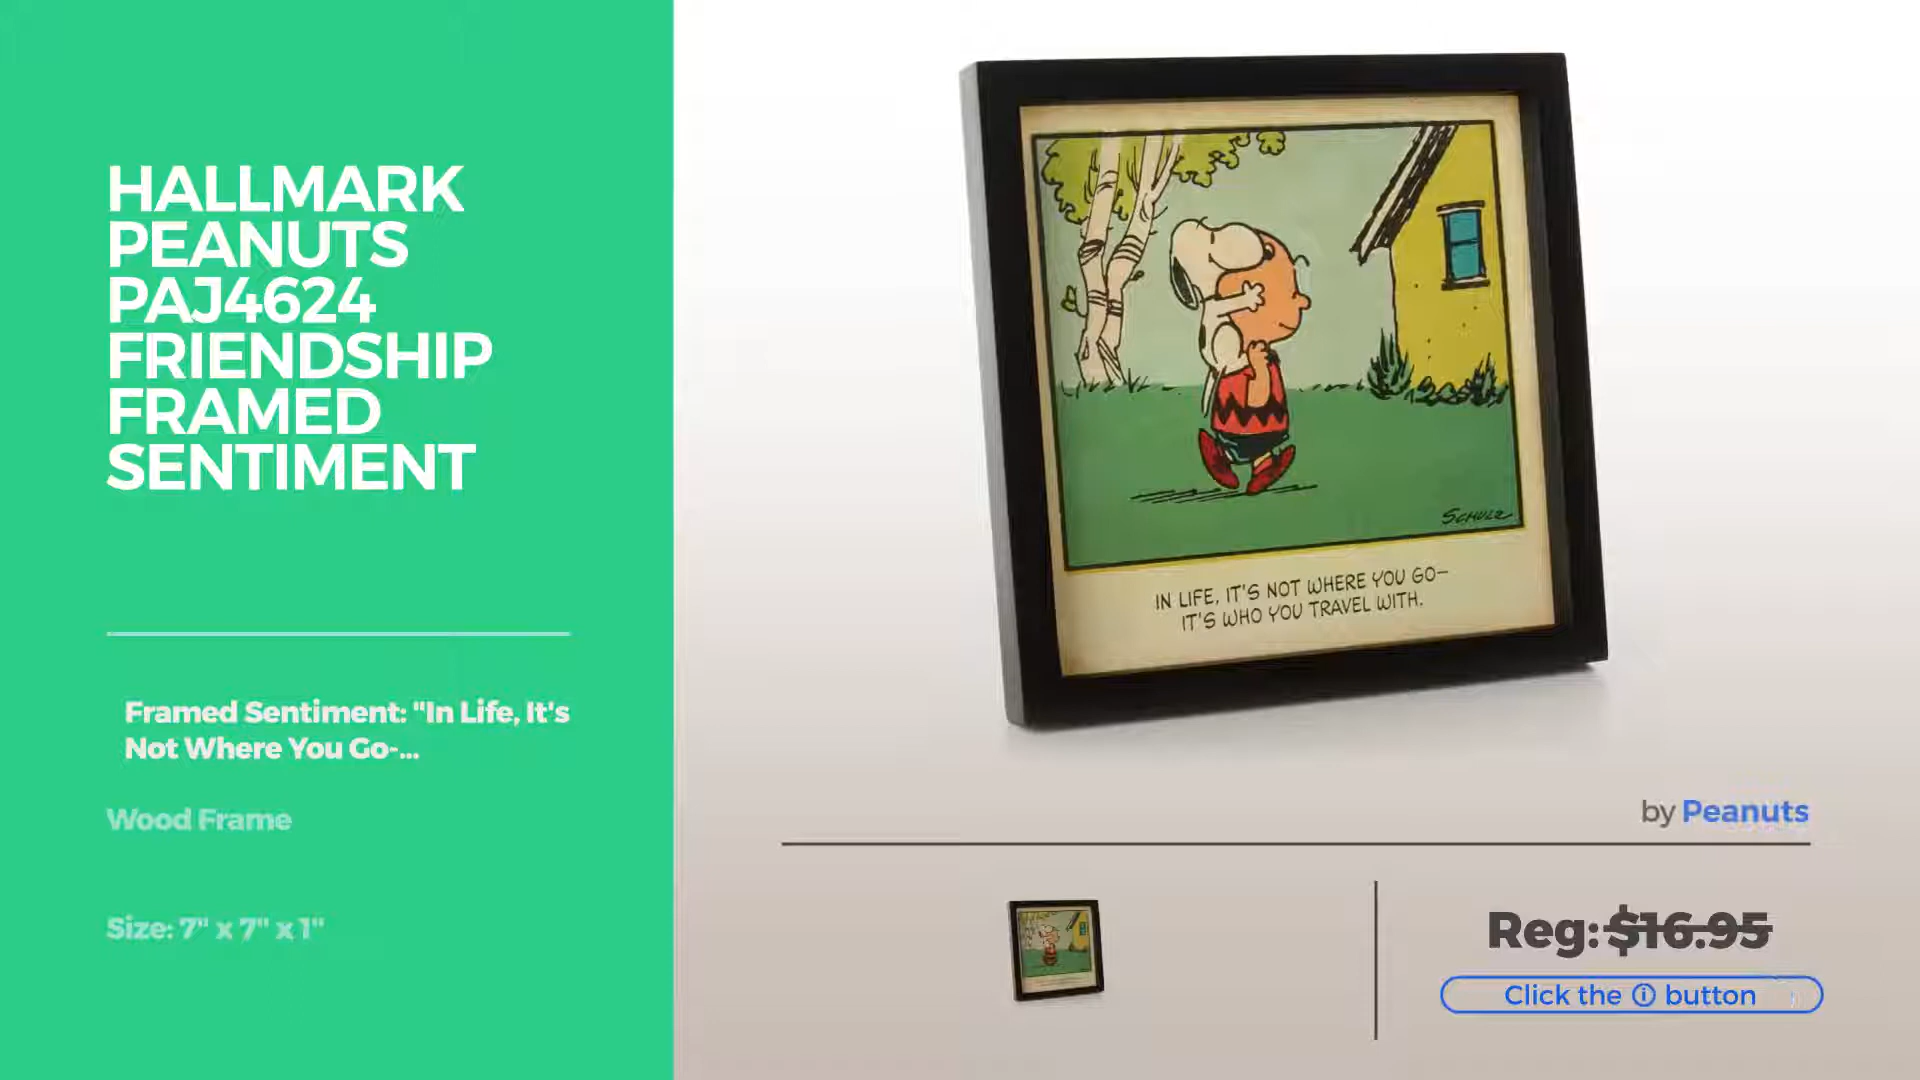 HALLMARK
PEANUTS
PAJ4624
FRIENDSHIP
FRAMED
SENTIMENT
Framed Sentiment: "In Life, It's
Not Where You Go-...
Wood Frame
Size: 7" x 7" x 1"
SCHULZ
IN LIFE, IT'S NOT WHERE YOU GO—
IT'S WHO YOU TRAVEL WITH.
by Peanuts
Reg: $16.95
Click the ⓘ button